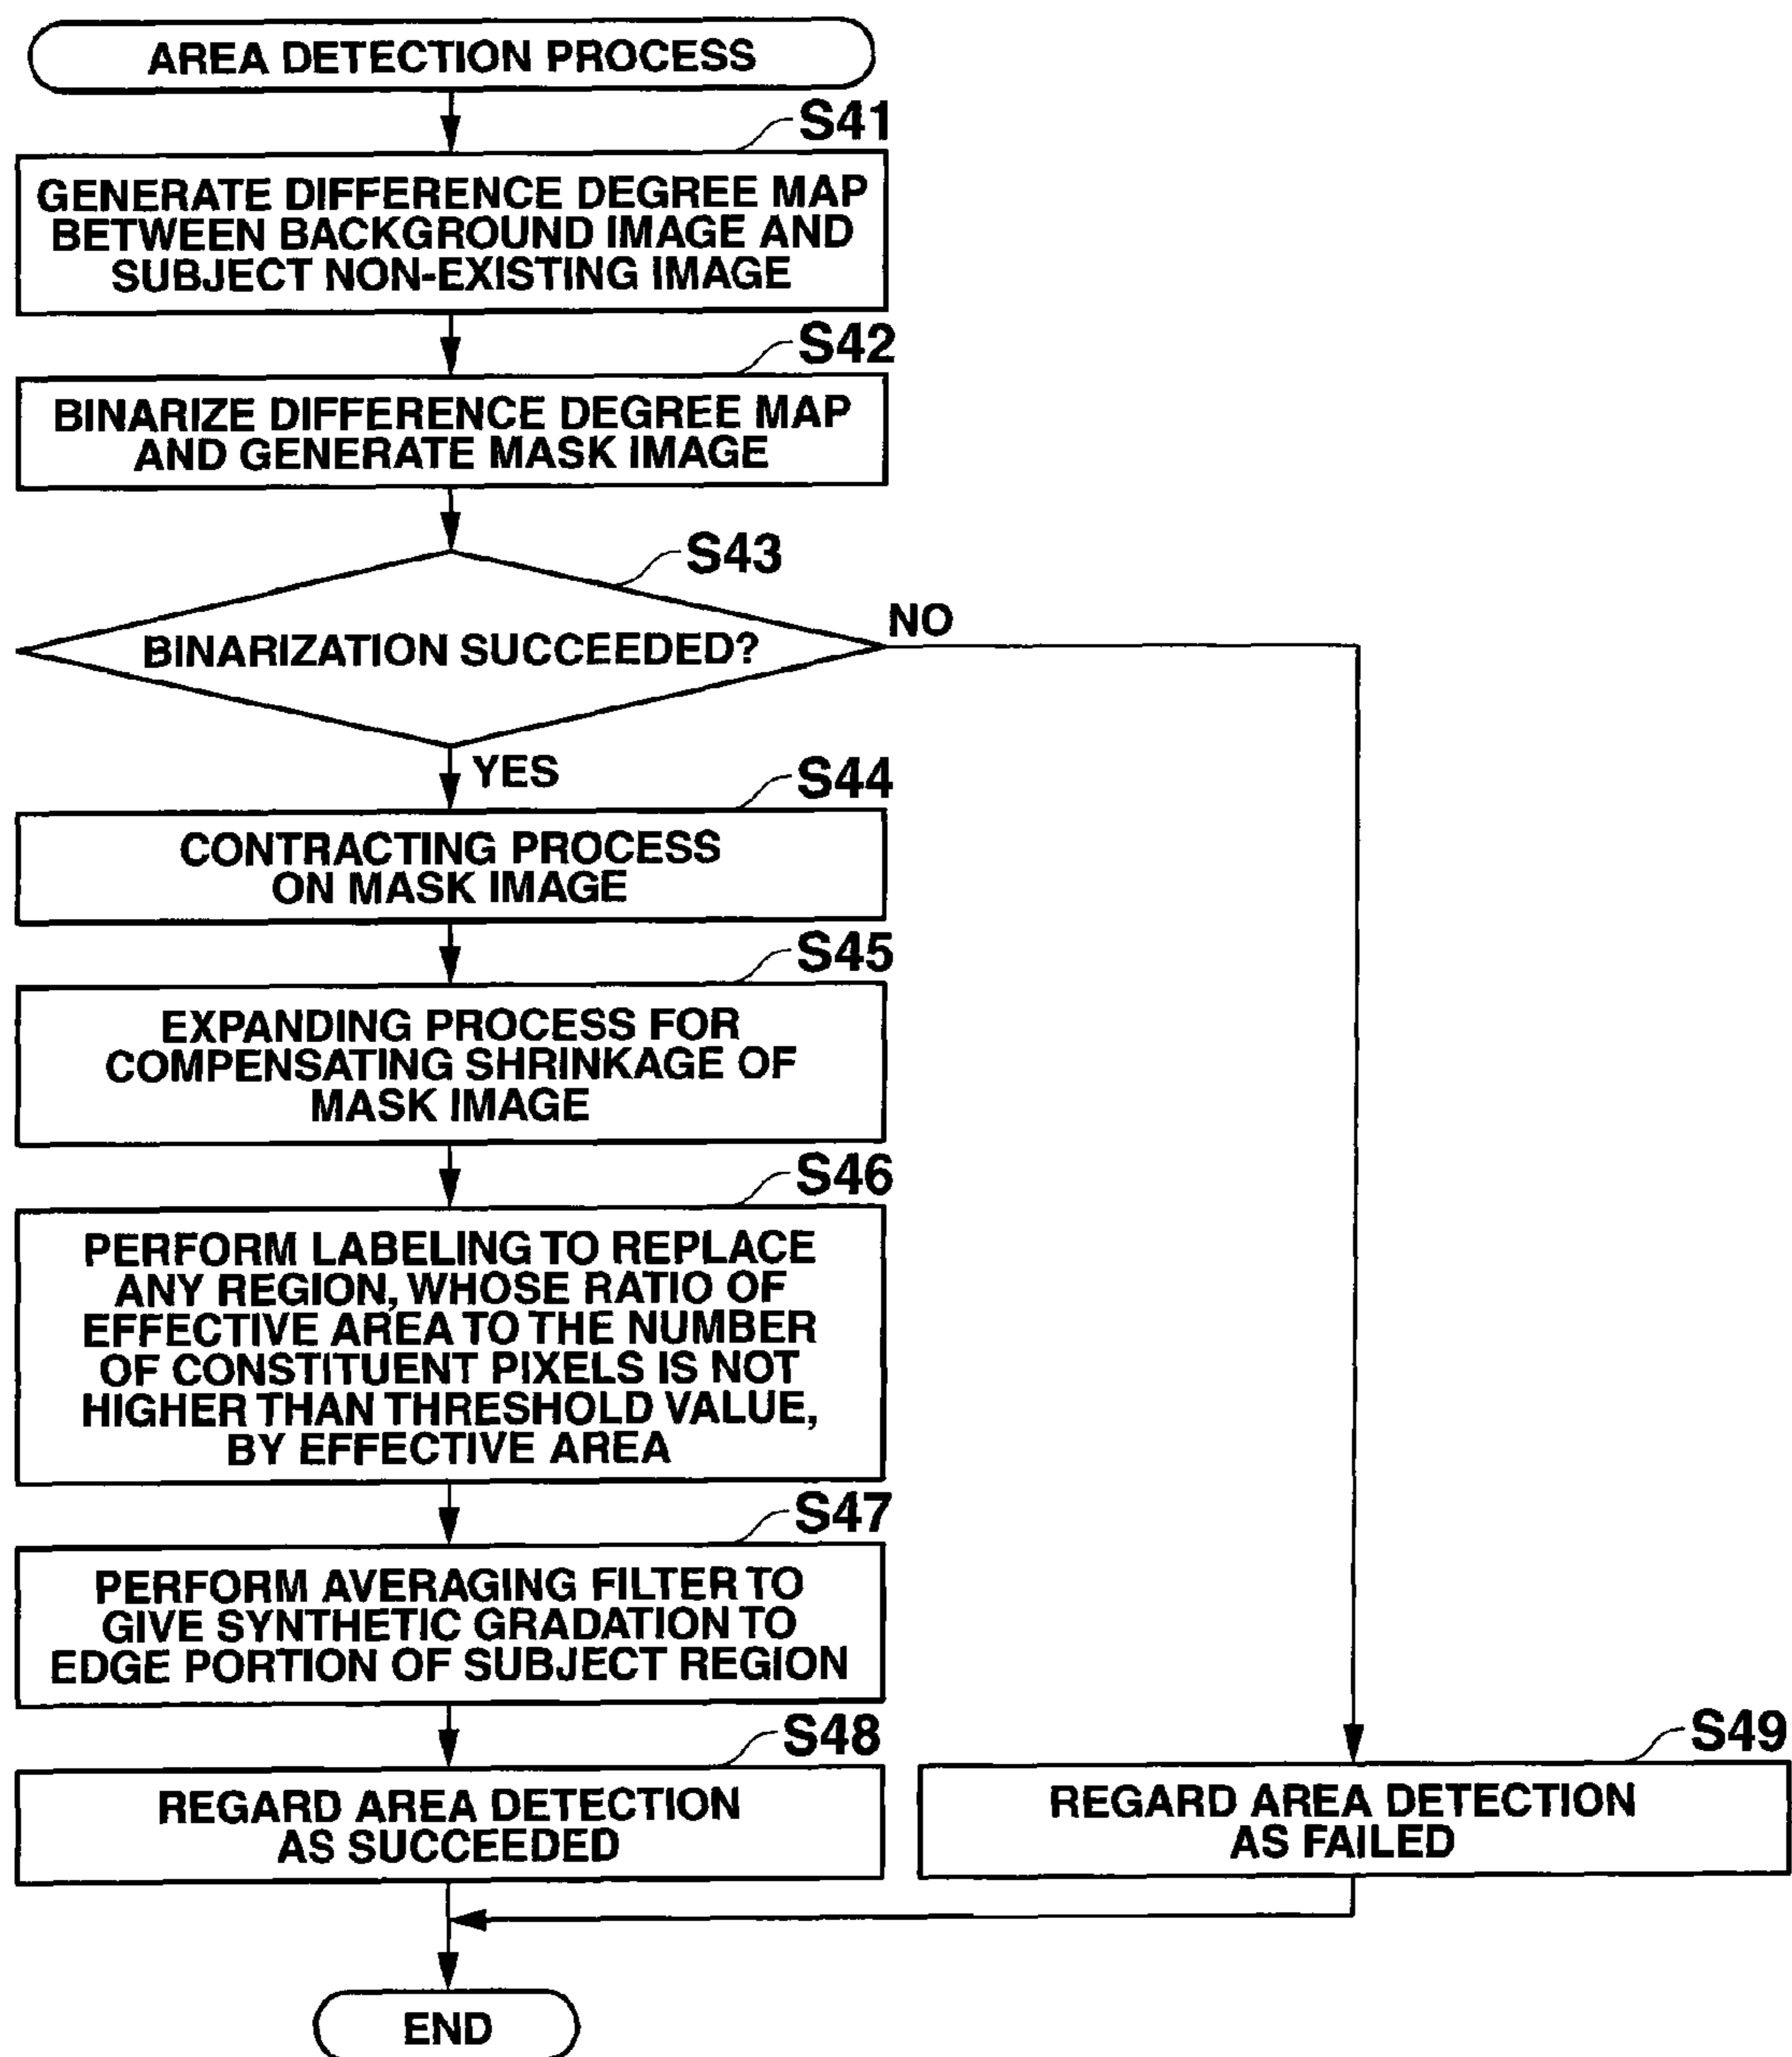 AREA DETECTION PROCESS
S41
GENERATE DIFFERENCE DEGREE MAP
BETWEEN BACKGROUND IMAGE AND
SUBJECT NON-EXISTING IMAGE
S42
BINARIZE DIFFERENCE DEGREE MAP
AND GENERATE MASK IMAGE
S43
BINARIZATION SUCCEEDED?
NO
YES
S44
CONTRACTING PROCESS
ON MASK IMAGE
S45
EXPANDING PROCESS FOR
COMPENSATING SHRINKAGE OF
MASK IMAGE
S46
PERFORM LABELING TO REPLACE
ANY REGION, WHOSE RATIO OF
EFFECTIVE AREA TO THE NUMBER
OF CONSTITUENT PIXELS IS NOT
HIGHER THAN THRESHOLD VALUE,
BY EFFECTIVE AREA
S47
PERFORM AVERAGING FILTER TO
GIVE SYNTHETIC GRADATION TO
EDGE PORTION OF SUBJECT REGION
S48
REGARD AREA DETECTION
AS SUCCEEDED
S49
REGARD AREA DETECTION
AS FAILED
END